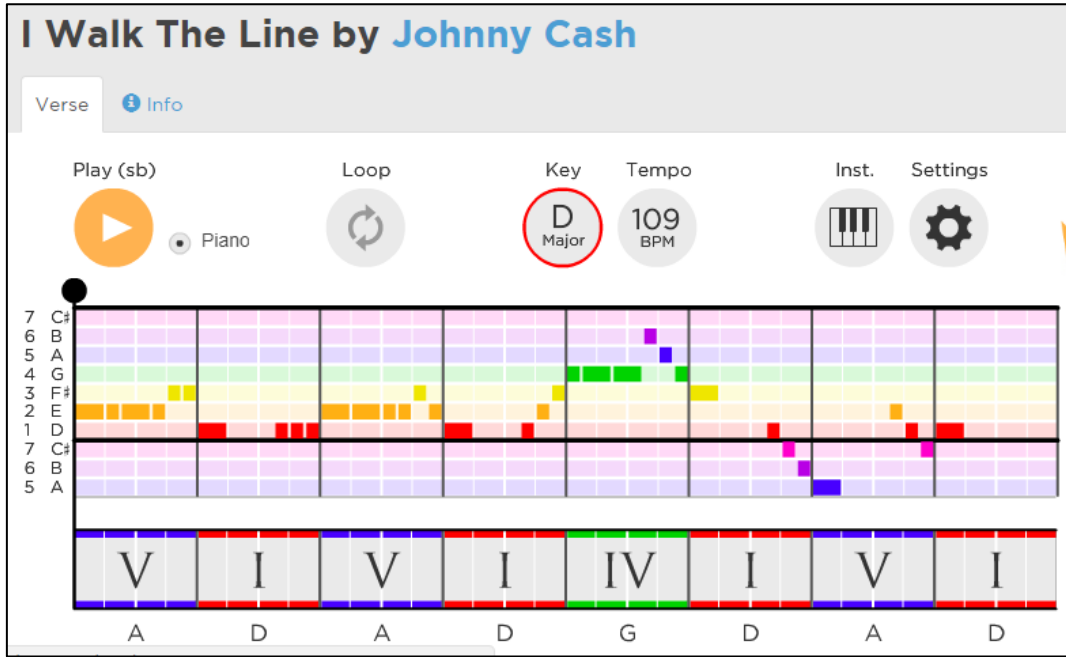 I Walk The Line by Johnny Cash
Verse Info
Play (sb) Loop Key Tempo Inst. Settings
Piano D Major 109 BPM
7 C#
6 B
5 A
4 G
3 F#
2 E
1 D
7 C#
6 B
5 A
V I V I IV I V I
A D A D G D A D